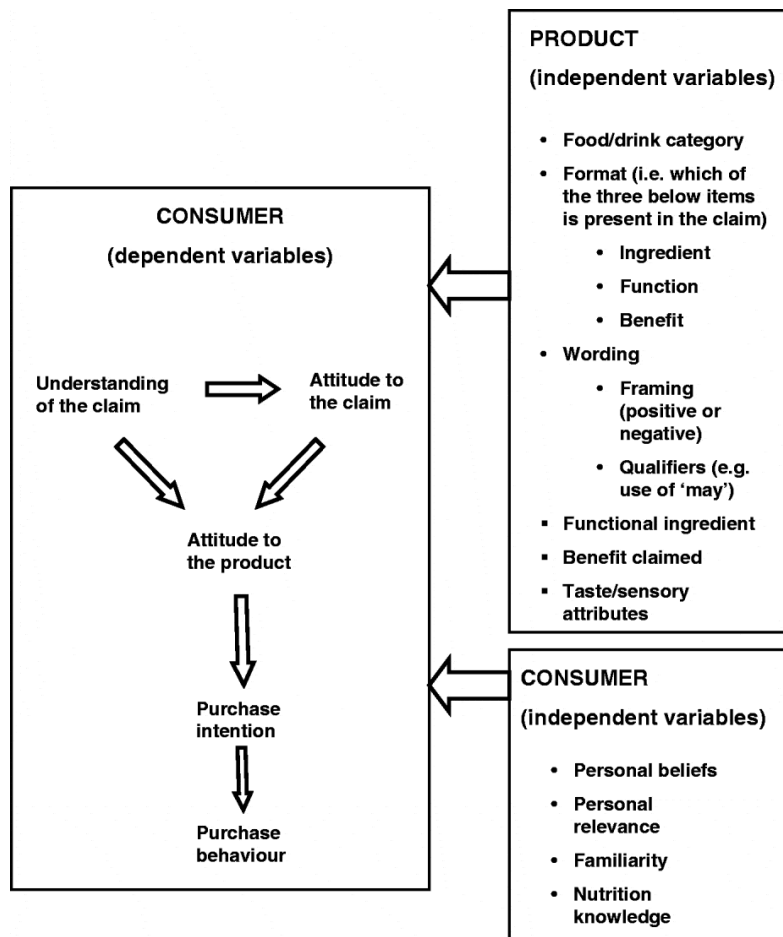 CONSUMER
(dependent variables)
Understanding
of the claim
Attitude to
the claim
Attitude to
the product
Purchase
intention
Purchase
behaviour
PRODUCT
(independent variables)
• Food/drink category
• Format (i.e. which of
the three below items
is present in the claim)
• Ingredient
• Function
• Benefit
• Wording
• Framing
(positive or
negative)
• Qualifiers (e.g.
use of ‘may’)
▪ Functional ingredient
▪ Benefit claimed
▪ Taste/sensory
attributes
CONSUMER
(independent variables)
• Personal beliefs
• Personal
relevance
• Familiarity
• Nutrition
knowledge